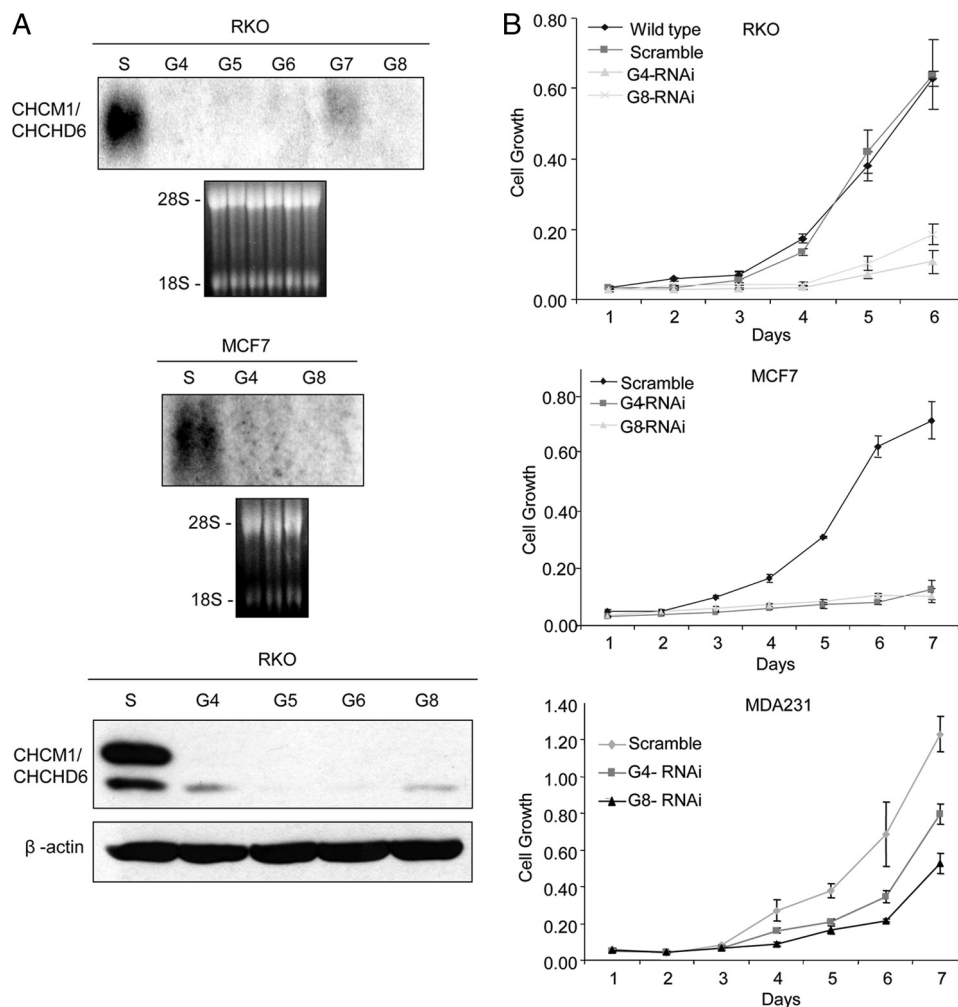 A
RKO
S G4 G5 G6 G7 G8
CHCM1/
CHCHD6
28S -
18S -
MCF7
S G4 G8
28S -
18S -
RKO
S G4 G5 G6 G8
CHCM1/
CHCHD6
β -actin
B
RKO
Wild type
Scramble
G4-RNAi
G8-RNAi
Cell Growth
0.80
0.60
0.40
0.20
0.00
1 2 3 4 5 6
Days
MCF7
Scramble
G4-RNAi
G8-RNAi
Cell Growth
0.80
0.60
0.40
0.20
0.00
1 2 3 4 5 6 7
Days
MDA231
Scramble
G4- RNAi
G8- RNAi
Cell Growth
1.40
1.20
1.00
0.80
0.60
0.40
0.20
0.00
1 2 3 4 5 6 7
Days